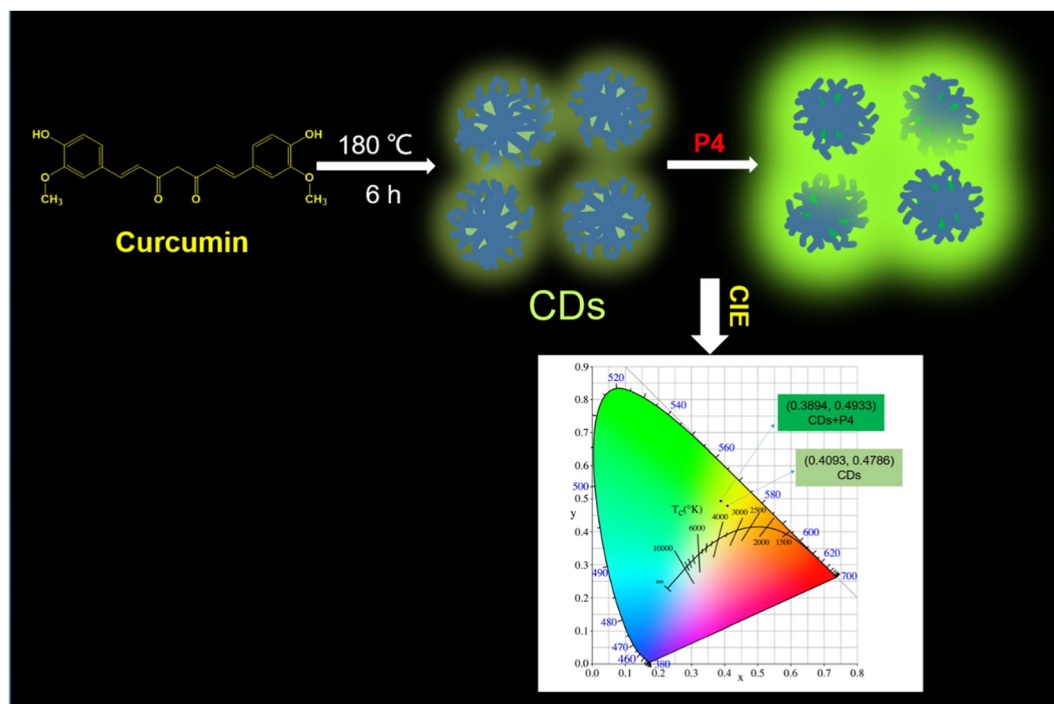 HO
O
CH3
O
O
OH
O
CH3
Curcumin
180 ℃
6 h
CDs
P4
CIE
0.9
0.8
0.7
0.6
0.5
y
0.4
0.3
0.2
0.1
0.0
0.0 0.1 0.2 0.3 0.4 0.5 0.6 0.7 0.8
x
520
540
560
580
600
620
700
500
490
480
470
460
380
Tc(°K)
∞
10000
6000
4000
3000
2500
2000
1500
(0.3894, 0.4933)
CDs+P4
(0.4093, 0.4786)
CDs